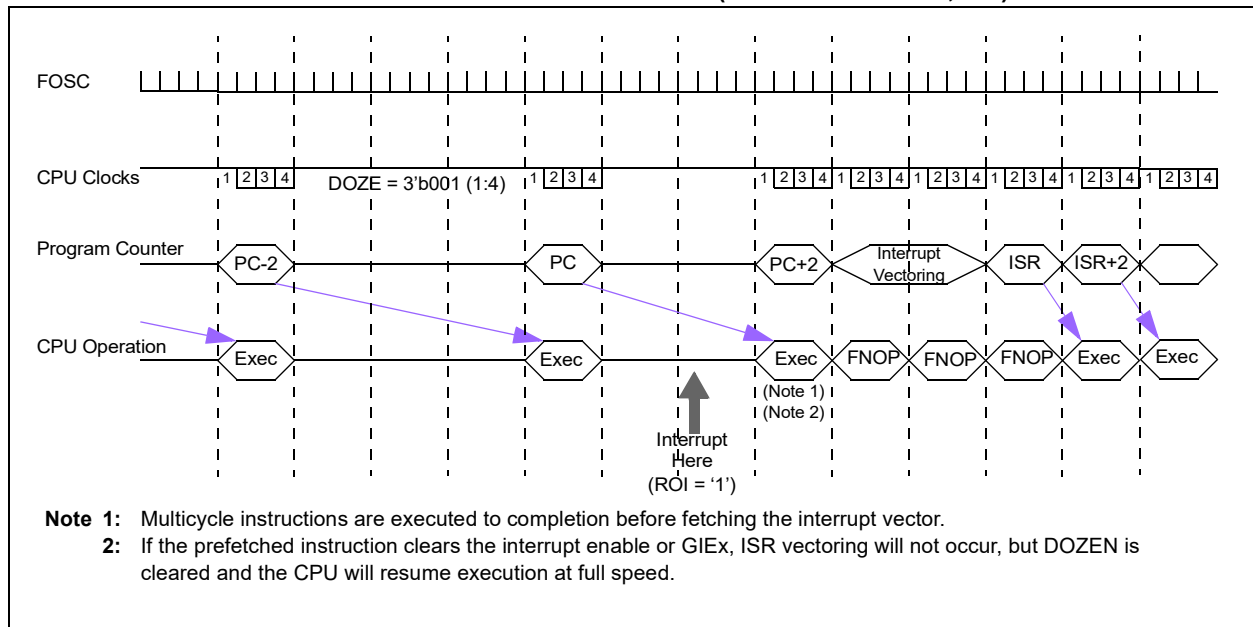 FOSC
CPU Clocks
1 2 3 4 DOZE = 3'b001 (1:4) 1 2 3 4 1 2 3 4 1 2 3 4 1 2 3 4 1 2 3 4 1 2 3 4 1 2 3 4
Program Counter
PC-2 PC PC+2 Interrupt Vectoring ISR ISR+2
CPU Operation
Exec Exec Exec FNOP FNOP FNOP Exec Exec
(Note 1)
(Note 2)
Interrupt
Here
(ROI = ‘1’)
Note 1: Multicycle instructions are executed to completion before fetching the interrupt vector.
2: If the prefetched instruction clears the interrupt enable or GIEx, ISR vectoring will not occur, but DOZEN is
cleared and the CPU will resume execution at full speed.